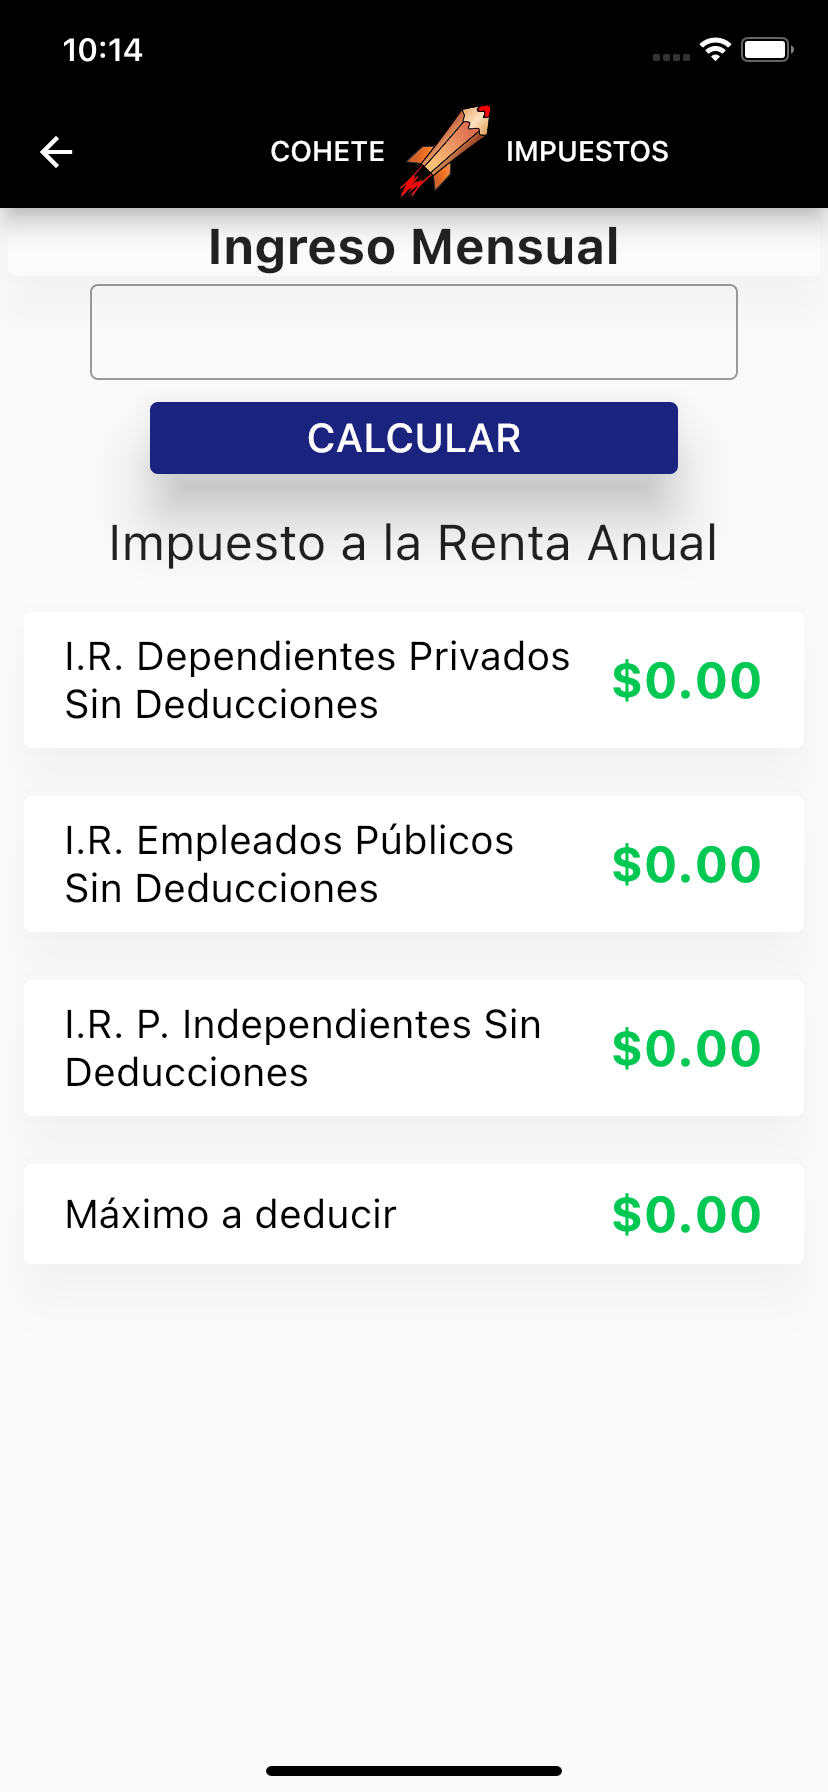 10:14
COHETE IMPUESTOS
Ingreso Mensual
CALCULAR
Impuesto a la Renta Anual
I.R. Dependientes Privados
Sin Deducciones
$0.00
I.R. Empleados Públicos
Sin Deducciones
$0.00
I.R. P. Independientes Sin
Deducciones
$0.00
Máximo a deducir
$0.00